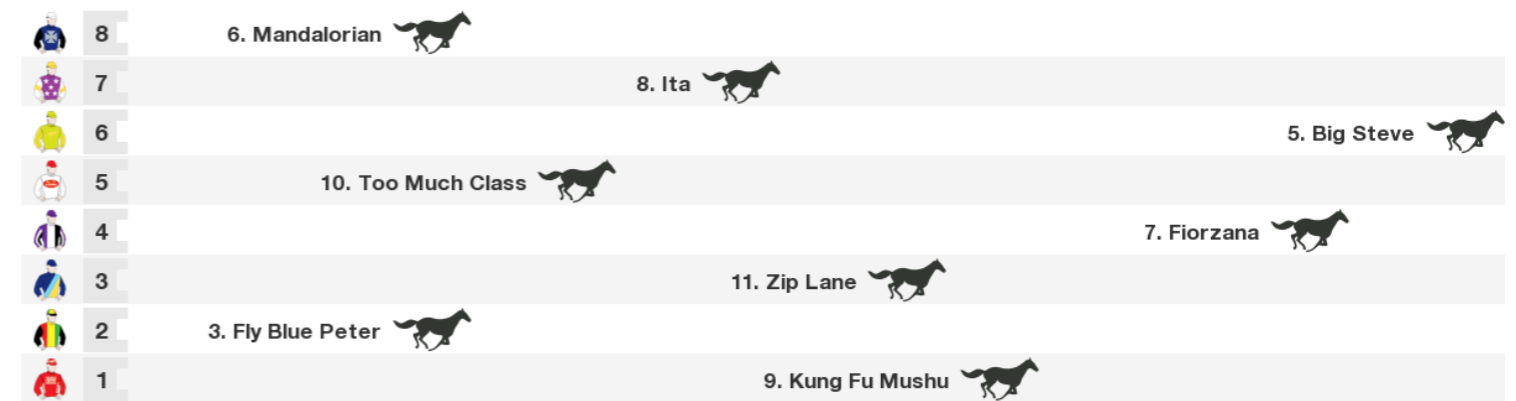 8 6. Mandalorian
7 8. Ita
6 5. Big Steve
5 10. Too Much Class
4 7. Fiorzana
3 11. Zip Lane
2 3. Fly Blue Peter
1 9. Kung Fu Mushu